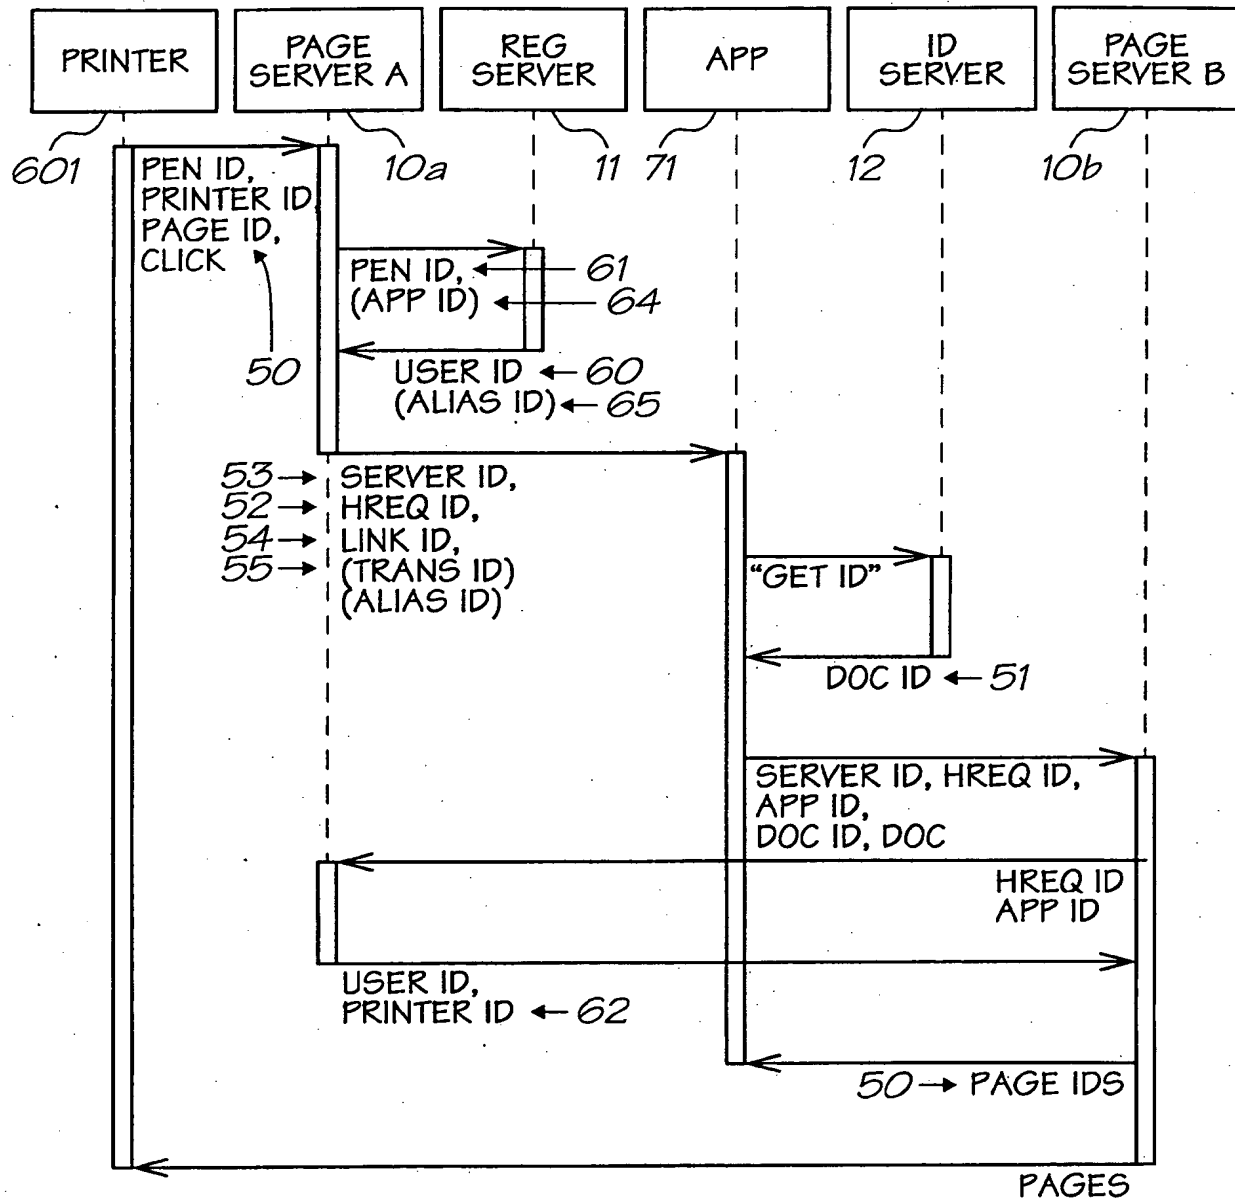 PRINTER
PAGE
SERVER A
REG
SERVER
APP
ID
SERVER
PAGE
SERVER B
601
10a
11
71
12
10b
PEN ID,
PRINTER ID
PAGE ID,
CLICK
50
PEN ID,
61
(APP ID)
64
USER ID
60
(ALIAS ID)
65
53
SERVER ID,
52
HREQ ID,
54
LINK ID,
55
(TRANS ID)
(ALIAS ID)
"GET ID"
DOC ID
51
SERVER ID, HREQ ID,
APP ID,
DOC ID, DOC
HREQ ID
APP ID
USER ID,
PRINTER ID
62
50
PAGE IDS
PAGES